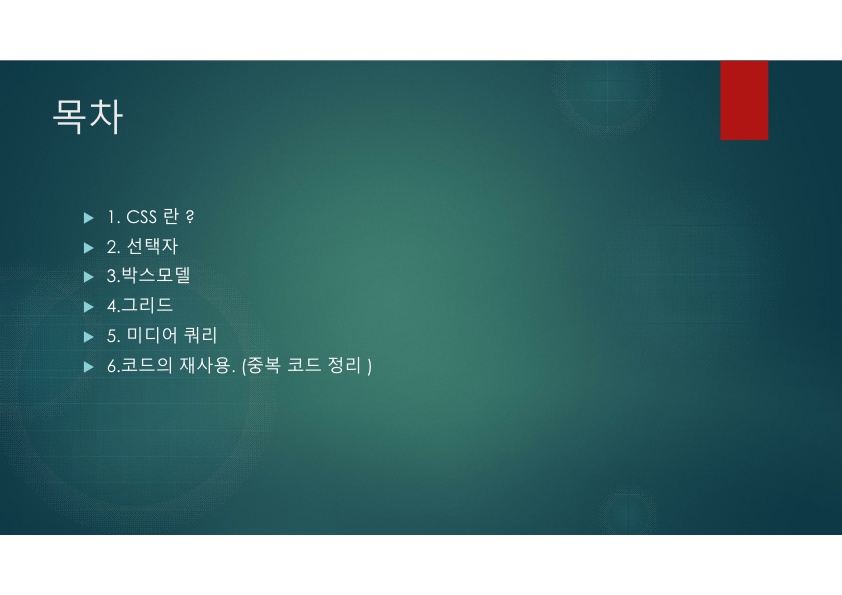 목차
1. CSS 란 ?
2. 선택자
3.박스모델
4.그리드
5. 미디어 쿼리
6.코드의 재사용. (중복 코드 정리 )